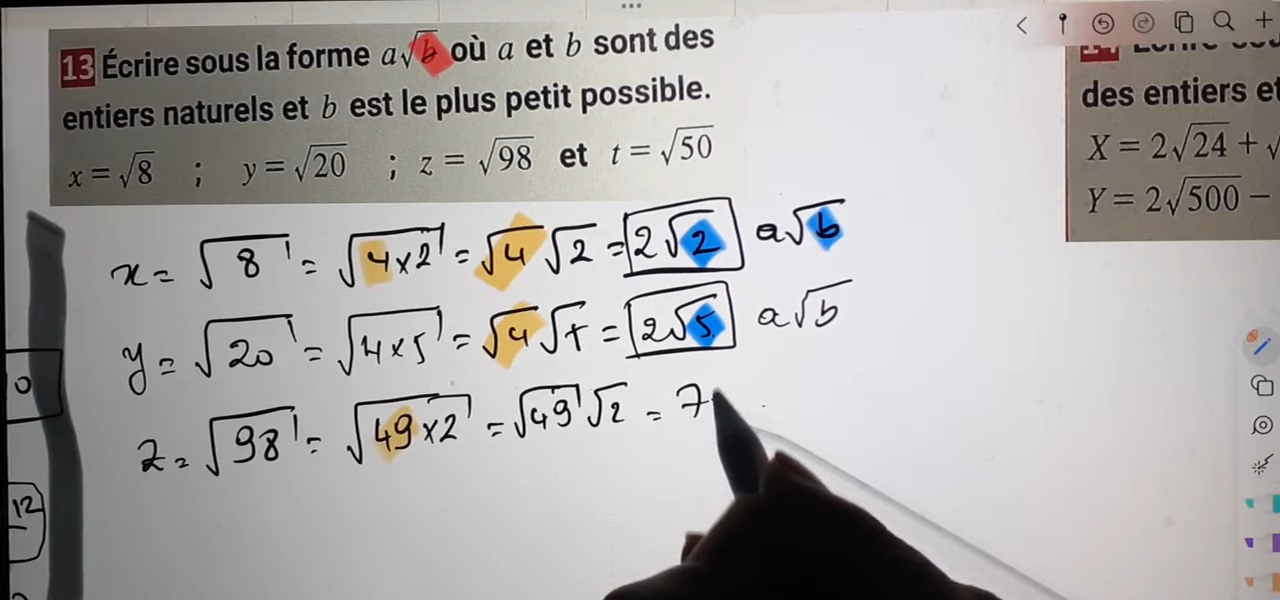 13 Écrire sous la forme a√b où a et b sont des
entiers naturels et b est le plus petit possible.
x = √8 ; y = √20 ; z = √98 et t = √50
des entiers et
X = 2√24 + √
Y = 2√500 −
x = √8 = √4×2 = √4 √2 = 2√2 a√b
y = √20 = √4×5 = √4 √5 = 2√5 a√b
z = √98 = √49×2 = √49 √2 = 7
0
12